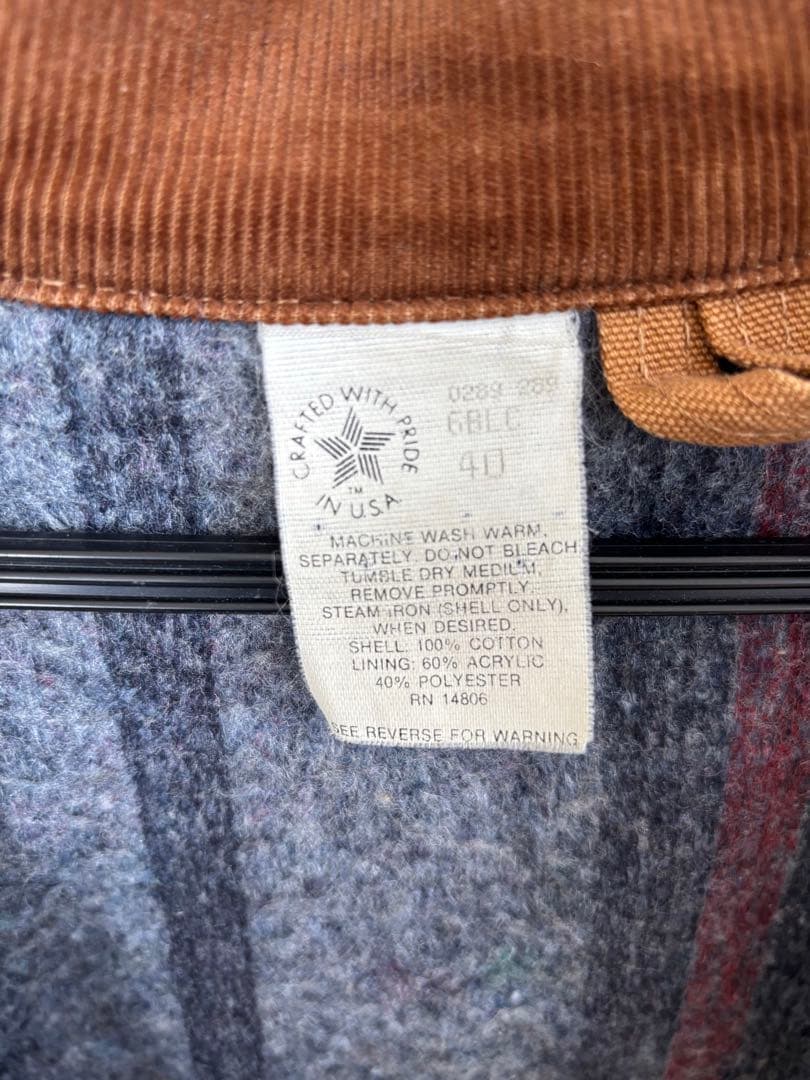 CRAFTED WITH PRIDE
IN U.S.A
TM
0289 289
6BLC
40
MACHINE WASH WARM,
SEPARATELY. DO NOT BLEACH.
TUMBLE DRY MEDIUM,
REMOVE PROMPTLY.
STEAM IRON (SHELL ONLY),
WHEN DESIRED.
SHELL: 100% COTTON
LINING: 60% ACRYLIC
40% POLYESTER
RN 14806
SEE REVERSE FOR WARNING